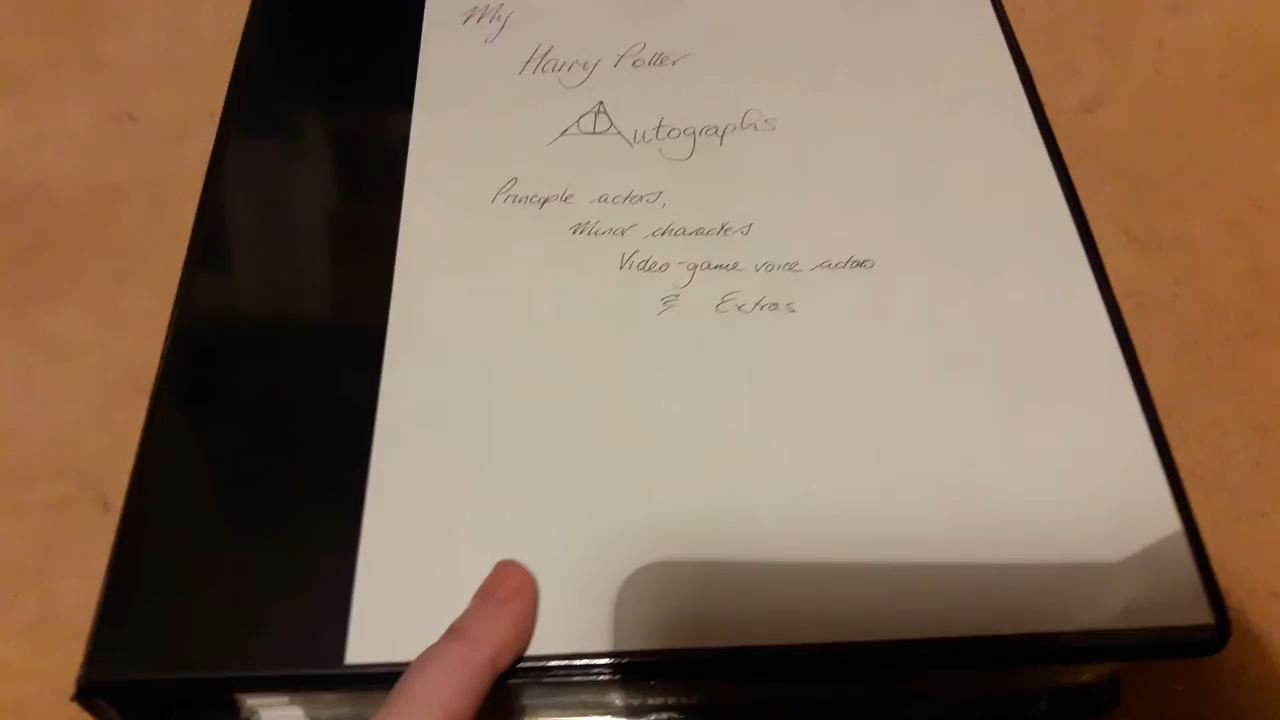 My
Harry Potter
Autographs
Principle actors,
Minor characters
Video-game voice actors
& Extras